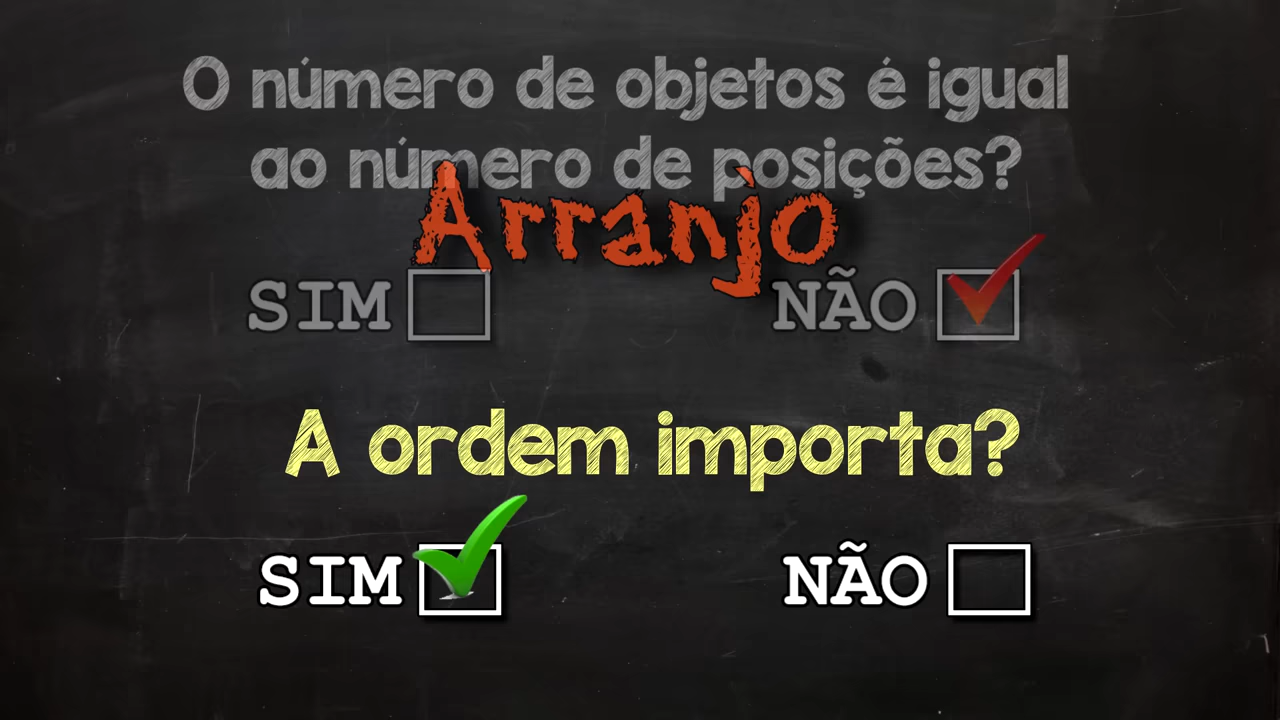 O número de objetos é igual
ao número de posições?
Arranjo
SIM NÃO
A ordem importa?
SIM NÃO